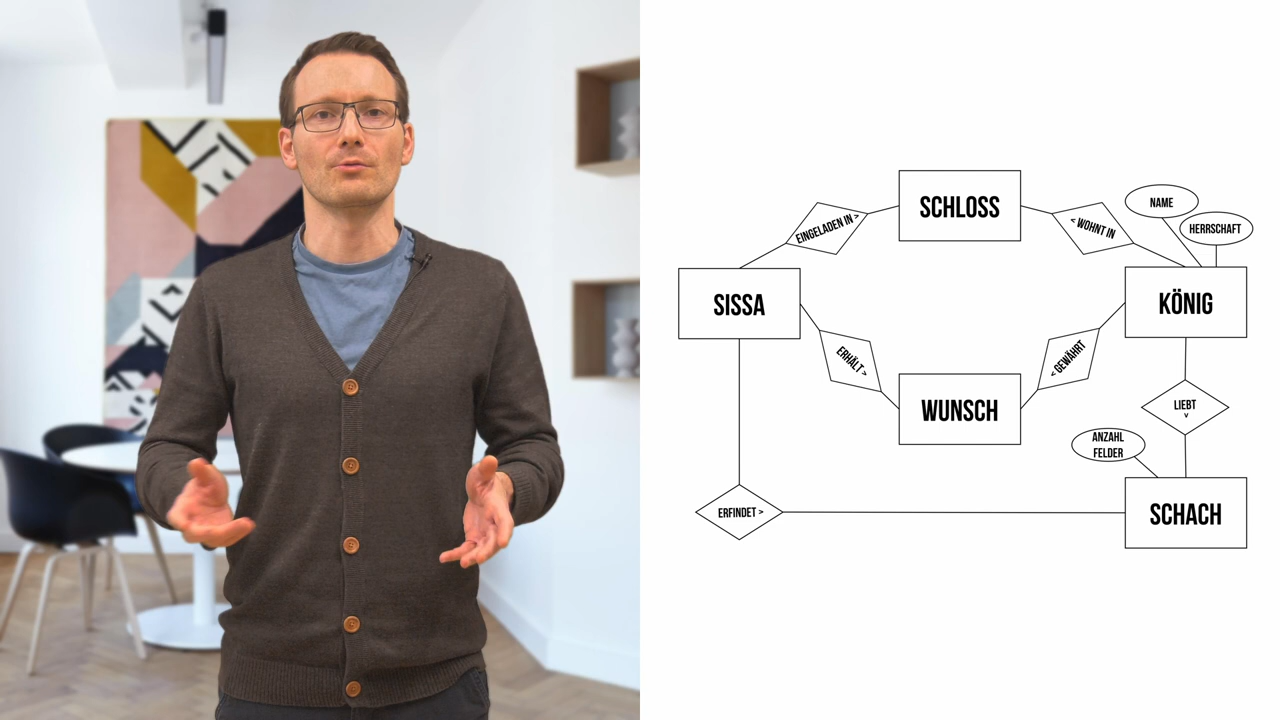 SCHLOSS
NAME
HERRSCHAFT
EINGELADEN IN >
< WOHNT IN
SISSA
KÖNIG
ERHÄLT >
< GEWÄHRT
WUNSCH
LIEBT
v
ANZAHL
FELDER
ERFINDET >
SCHACH